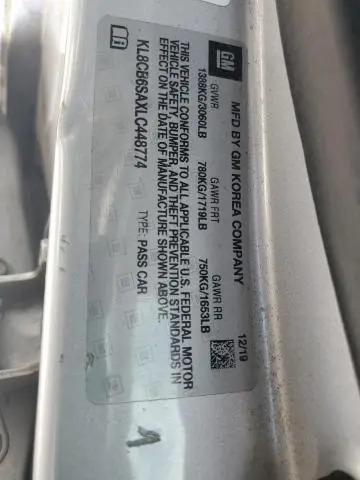 GM
MFD BY GM KOREA COMPANY
12/19
GVWR GAWR FRT GAWR RR
1388KG/3060LB 780KG/1719LB 750KG/1653LB
THIS VEHICLE CONFORMS TO ALL APPLICABLE U.S. FEDERAL MOTOR
VEHICLE SAFETY, BUMPER, AND THEFT PREVENTION STANDARDS IN
EFFECT ON THE DATE OF MANUFACTURE SHOWN ABOVE.
KL8CB6SAXLC448774 TYPE: PASS CAR